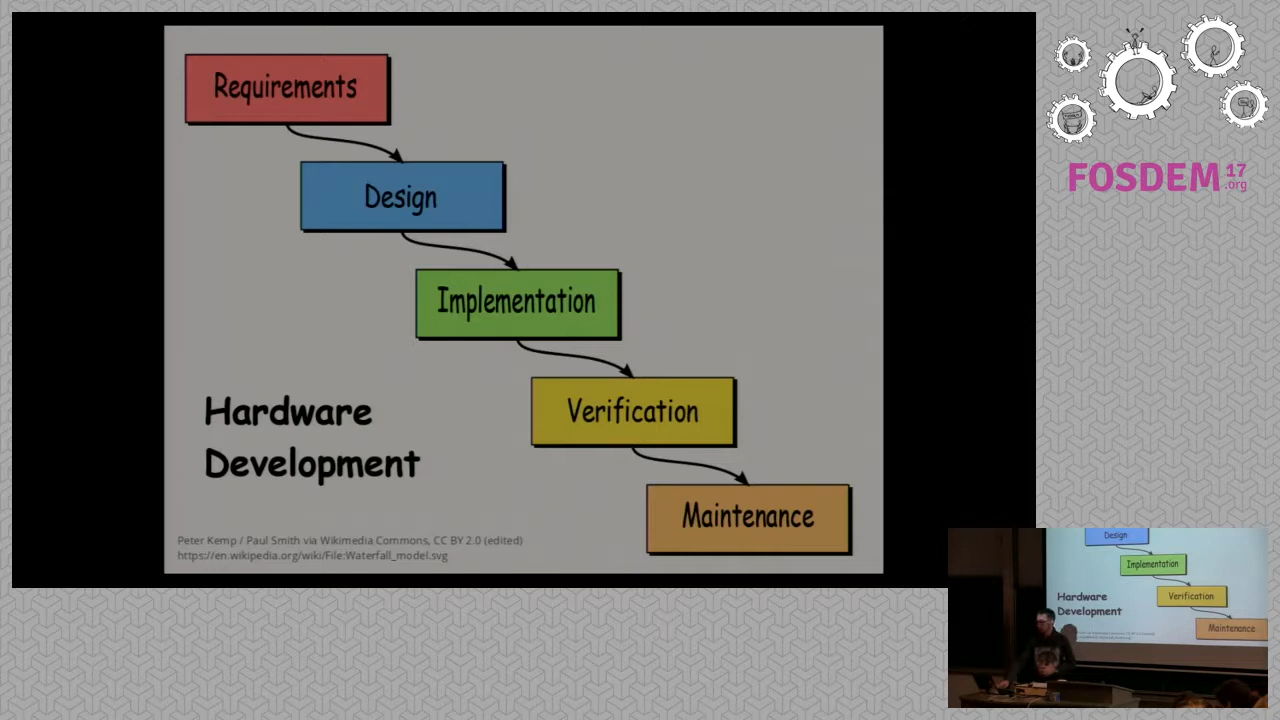 Requirements
Design
Implementation
Verification
Maintenance
Hardware
Development
Peter Kemp / Paul Smith via Wikimedia Commons, CC BY 2.0 (edited)
https://en.wikipedia.org/wiki/File:Waterfall_model.svg
FOSDEM 17
.org
Design
Implementation
Verification
Maintenance
Hardware
Development